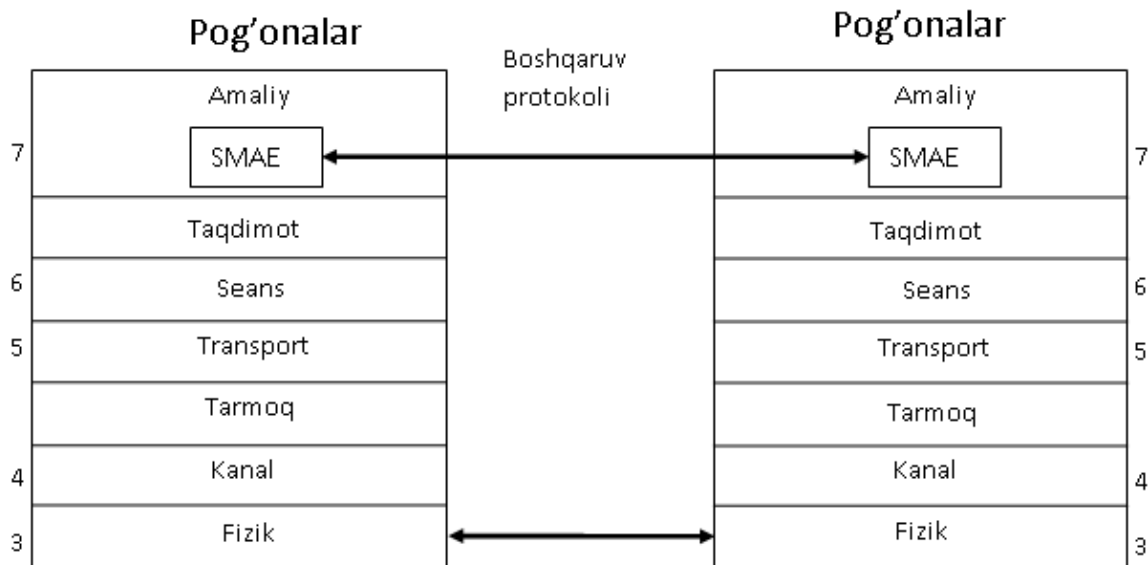 Pog’onalar
Pog’onalar
Boshqaruv
protokoli
Amaliy
Amaliy
7
SMAE
SMAE
7
Taqdimot
Taqdimot
6
Seans
Seans
6
5
Transport
Transport
5
Tarmoq
Tarmoq
4
Kanal
Kanal
4
3
Fizik
Fizik
3